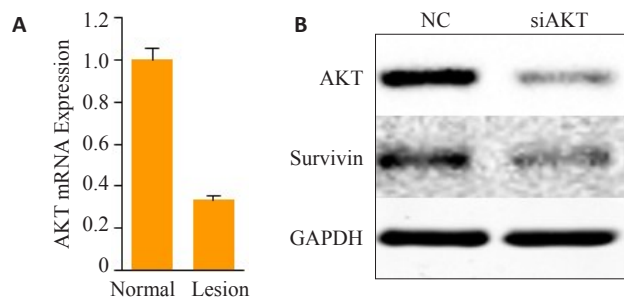 A
AKT mRNA Expression
1.2
1.0
0.8
0.6
0.4
0.2
0
Normal Lesion
B
NC siAKT
AKT
Survivin
GAPDH